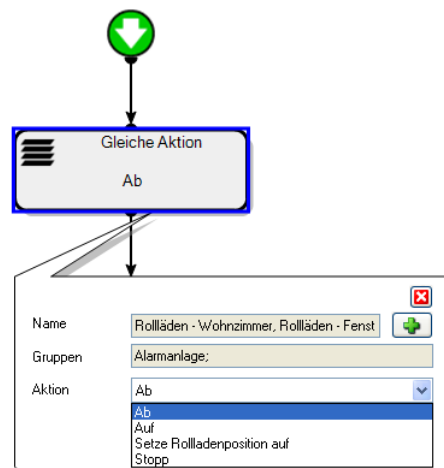 Gleiche Aktion
Ab
Name Rollläden - Wohnzimmer, Rollläden - Fenst
Gruppen Alarmanlage;
Aktion Ab
Ab
Auf
Setze Rollladenposition auf
Stopp